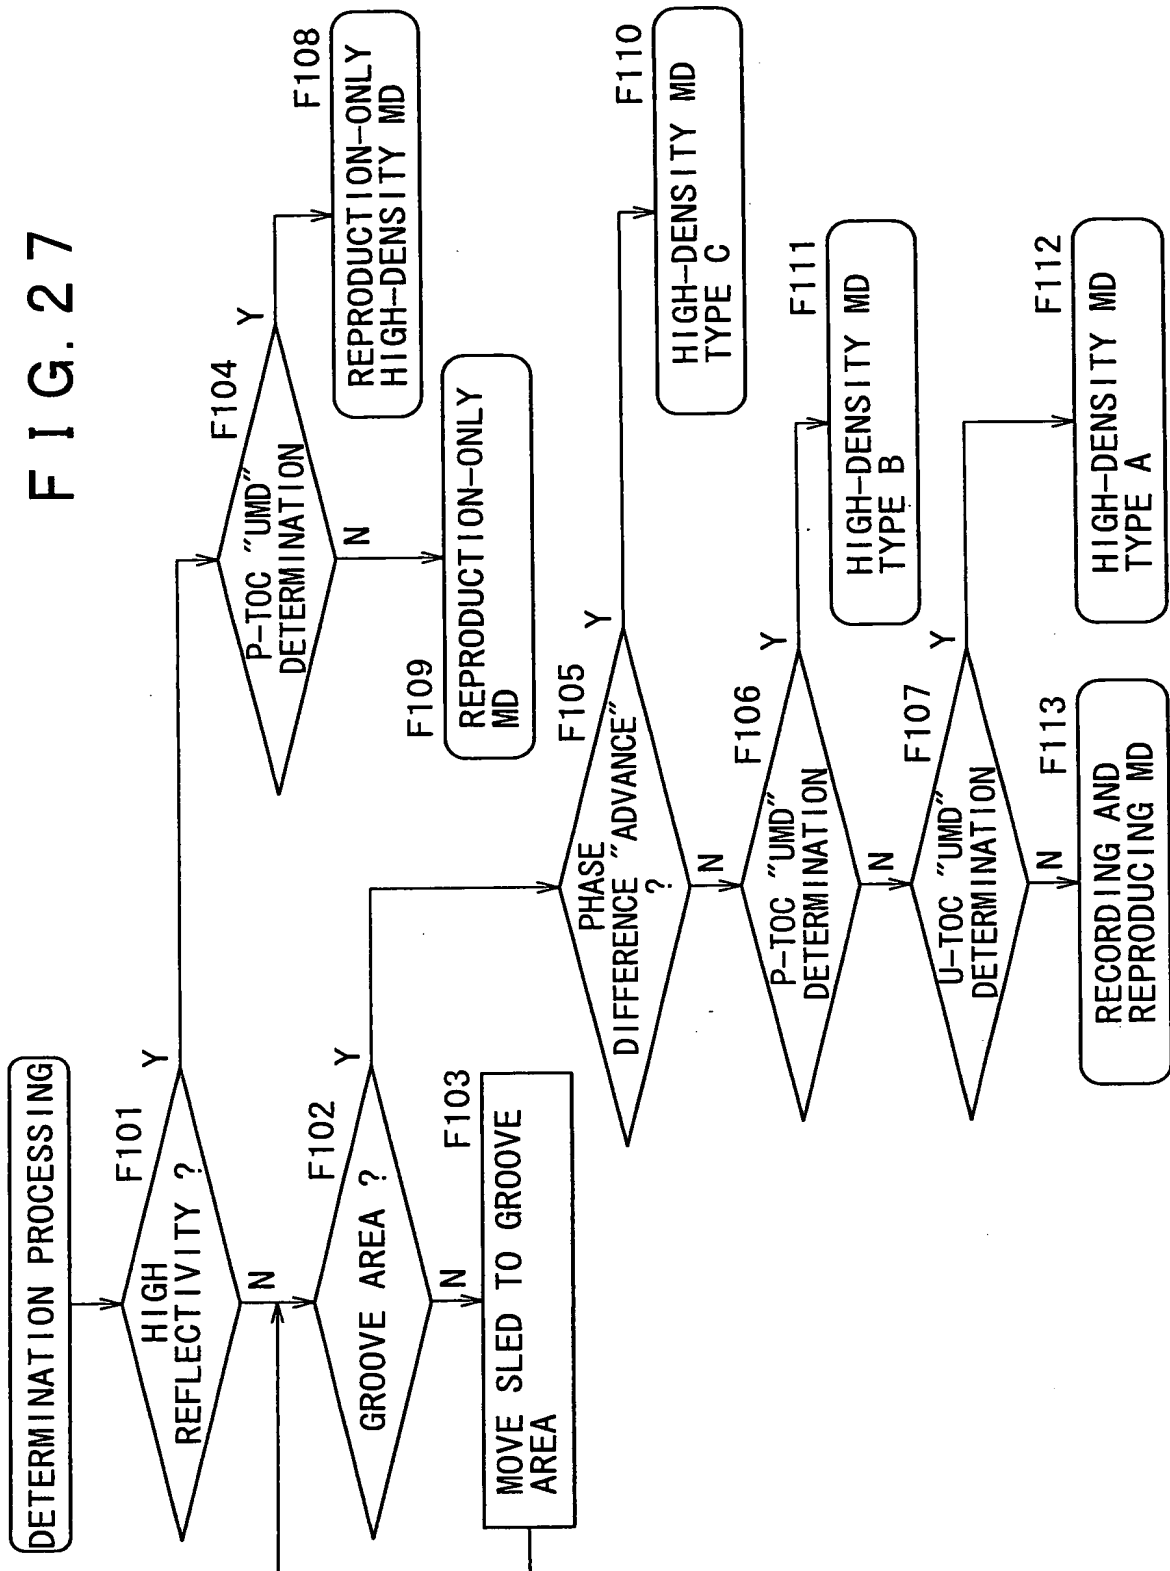 FIG. 27
DETERMINATION PROCESSING
F101
HIGH
REFLECTIVITY ?
Y
N
F102
GROOVE AREA ?
Y
N
F103
MOVE SLED TO GROOVE
AREA
F104
P-TOC "UMD"
DETERMINATION
Y
N
F108
REPRODUCTION-ONLY
HIGH-DENSITY MD
F109
REPRODUCTION-ONLY
MD
F105
PHASE
DIFFERENCE "ADVANCE"
?
Y
N
F110
HIGH-DENSITY MD
TYPE C
F106
P-TOC "UMD"
DETERMINATION
Y
N
F111
HIGH-DENSITY MD
TYPE B
F107
U-TOC "UMD"
DETERMINATION
Y
N
F112
HIGH-DENSITY MD
TYPE A
F113
RECORDING AND
REPRODUCING MD